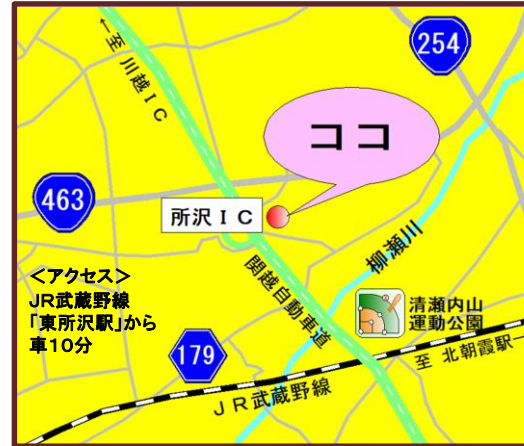 254
←至 川越IC
ココ
463
所沢IC
柳瀬川
関越自動車道
<アクセス>
JR武蔵野線
「東所沢駅」から
車10分
清瀬内山
運動公園
179
至 北朝霞駅→
JR武蔵野線